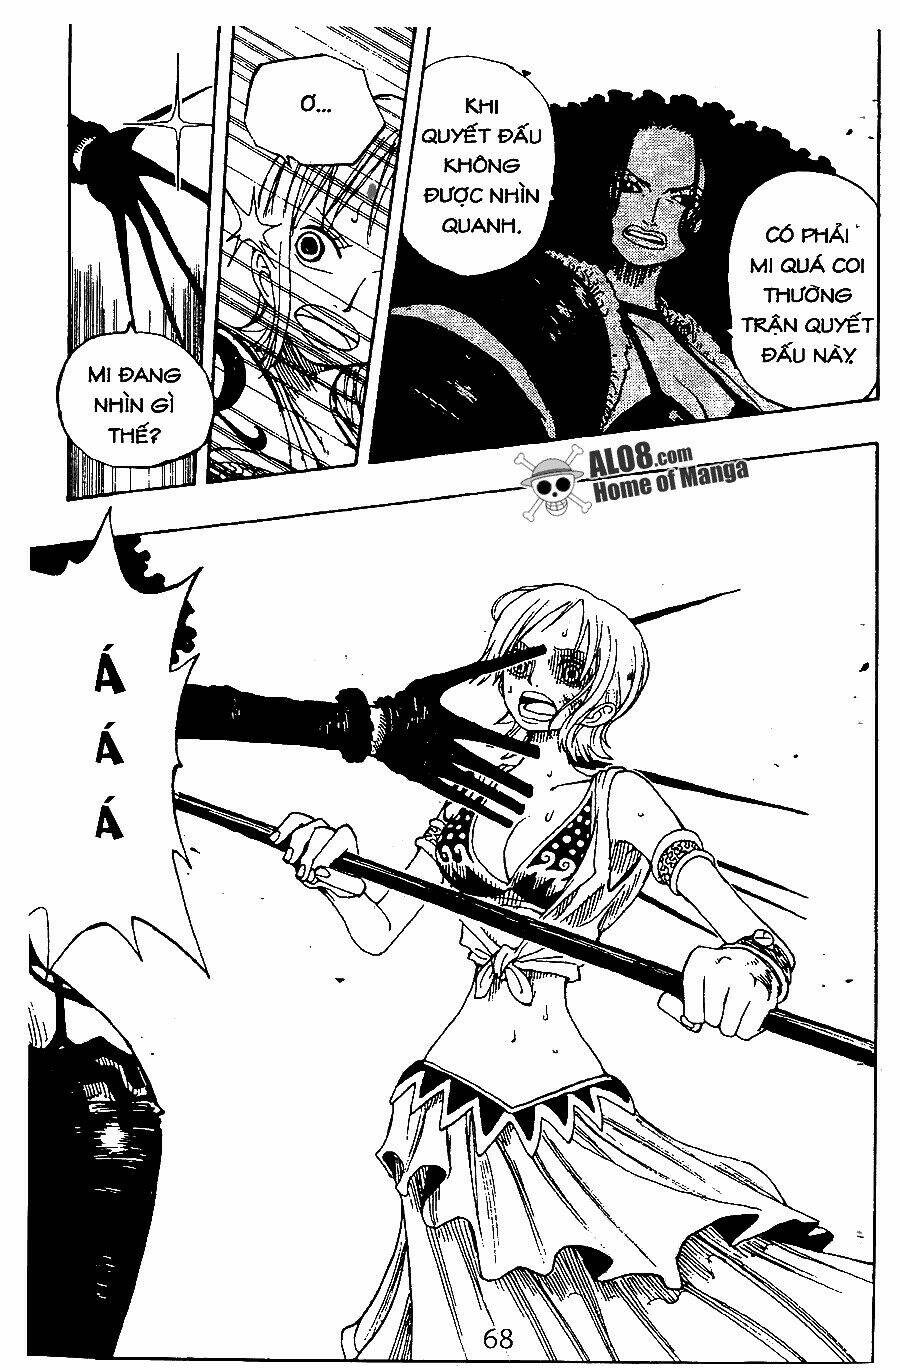 KHI
QUYẾT ĐẤU
KHÔNG
ĐƯỢC NHÌN
QUANH.
CÓ PHẢI
MI QUÁ COI
THƯỜNG
TRẬN QUYẾT
ĐẤU NÀY.
Ơ...
MI ĐANG
NHÌN GÌ
THẾ?
AL08.com
Home of Manga
Á
Á
Á
68